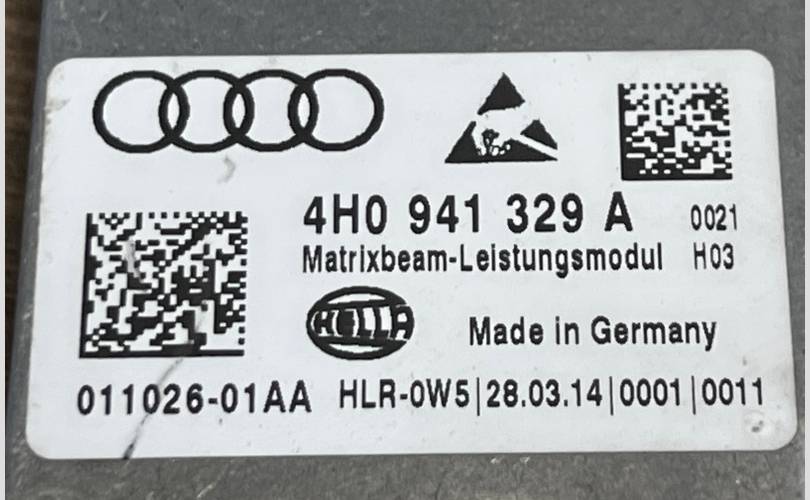 4H0 941 329 A 0021
Matrixbeam-Leistungsmodul H03
HELLA Made in Germany
011026-01AA HLR-0W5|28.03.14|0001|0011